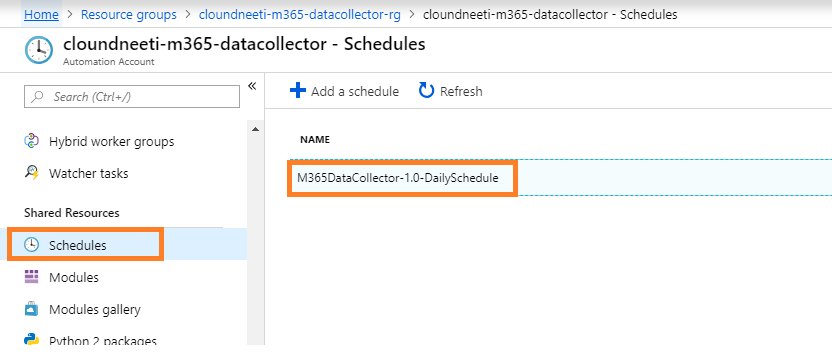 Home > Resource groups > cloundneeti-m365-datacollector-rg > cloundneeti-m365-datacollector - Schedules
cloundneeti-m365-datacollector - Schedules
Automation Account
Search (Ctrl+/)
«
Add a schedule
Refresh
Hybrid worker groups
Watcher tasks
Shared Resources
Schedules
Modules
Modules gallery
Python 2 packages
NAME
M365DataCollector-1.0-DailySchedule